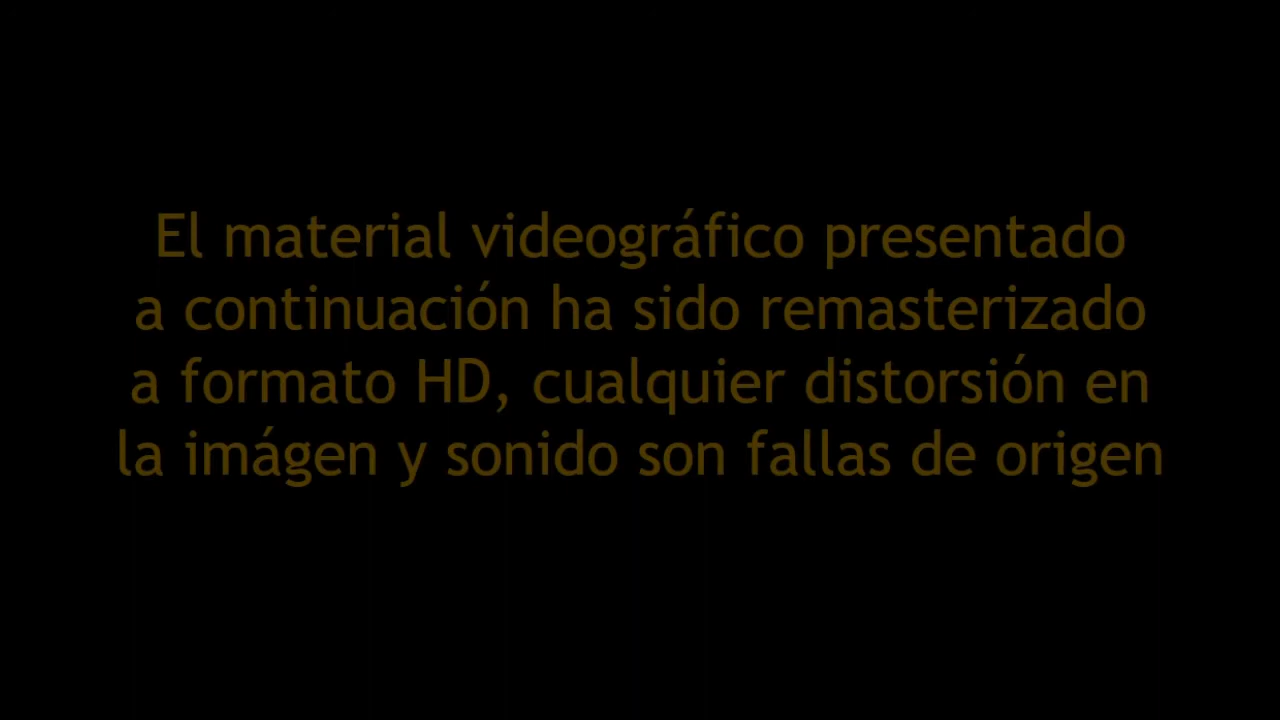 El material videográfico presentado
a continuación ha sido remasterizado
a formato HD, cualquier distorsión en
la imágen y sonido son fallas de origen